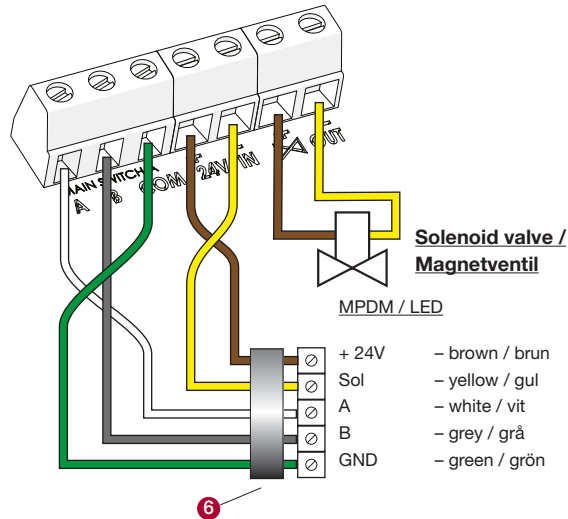 MAIN SWITCH
A B COM 24V IN OUT
Solenoid valve /
Magnetventil
MPDM / LED
+ 24V – brown / brun
Sol – yellow / gul
A – white / vit
B – grey / grå
GND – green / grön
6